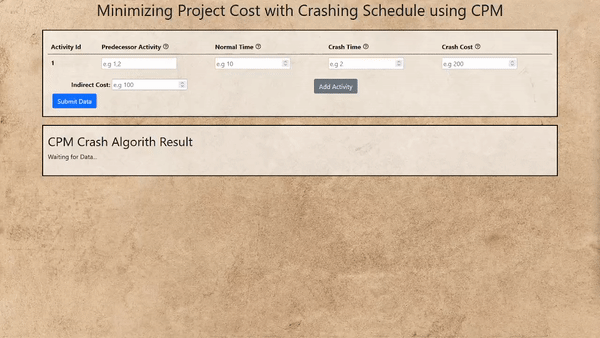 Minimizing Project Cost with Crashing Schedule using CPM
Activity Id Predecessor Activity Normal Time Crash Time Crash Cost
1 e.g 1,2 e.g 10 e.g 2 e.g 200
Indirect Cost: e.g 100 Add Activity
Submit Data
CPM Crash Algorith Result
Waiting for Data...